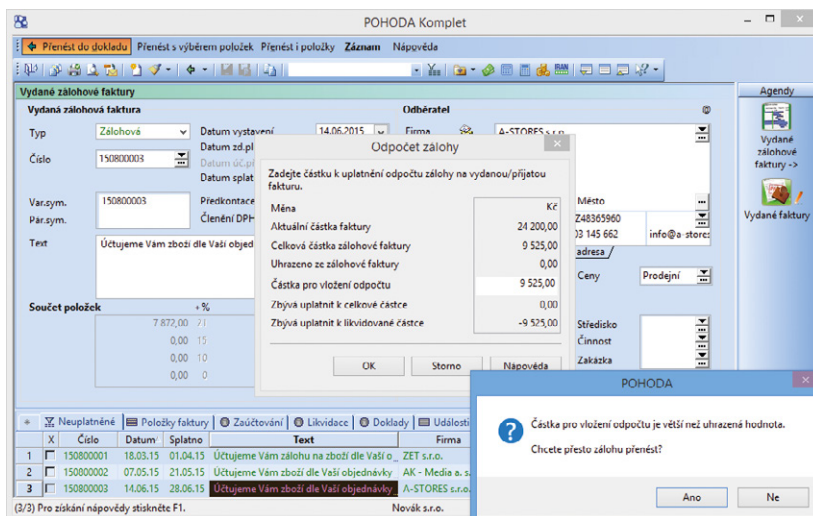 POHODA Komplet
Přenést do dokladu Přenést s výběrem položek Přenést i položky Záznam Nápověda
Vydané zálohové faktury
Agendy
Vydaná zálohová faktura
Odběratel
Typ Zálohová Datum vystavení 14.06.2015 Firma A-STORES s.r.o.
Datum zd.pl
Číslo 150800003 Datum úč.p
Datum splat
Var.sym. 150800003 Předkontace Město
Pár.sym. Členění DPH Z48365960
03 145 662 info@a-stores
Text Účtujeme Vám zboží dle Vaší objed
adresa
Ceny Prodejní
Součet položek +%
7 872,00 21
0,00 15
0,00 10
0,00 0
Středisko
Činnost
Zakázka
Vydané
zálohové
faktury ->
Vydané faktury
Odpočet zálohy
Zadejte částku k uplatnění odpočtu zálohy na vydanou/přijatou
fakturu.
Měna Kč
Aktuální částka faktury 24 200,00
Celková částka zálohové faktury 9 525,00
Uhrazeno ze zálohové faktury 0,00
Částka pro vložení odpočtu 9 525,00
Zbývá uplatnit k celkové částce 0,00
Zbývá uplatnit k likvidované částce -9 525,00
OK Storno Nápověda
POHODA
Částka pro vložení odpočtu je větší než uhrazená hodnota.
Chcete přesto zálohu přenést?
Ano Ne
Neuplatněné Položky faktury Zaúčtování Likvidace Doklady Události
X Číslo Datum Splatno Text Firma
1 150800001 18.03.15 01.04.15 Účtujeme Vám zálohu na zboží dle Vaší o ZET s.r.o.
2 150800002 07.05.15 21.05.15 Účtujeme Vám zboží dle Vaší objednávky AK - Media a. s.
3 150800003 14.06.15 28.06.15 Účtujeme Vám zboží dle Vaší objednávky A-STORES s.r.o.
(3/3) Pro získání nápovědy stiskněte F1. Novák s.r.o.